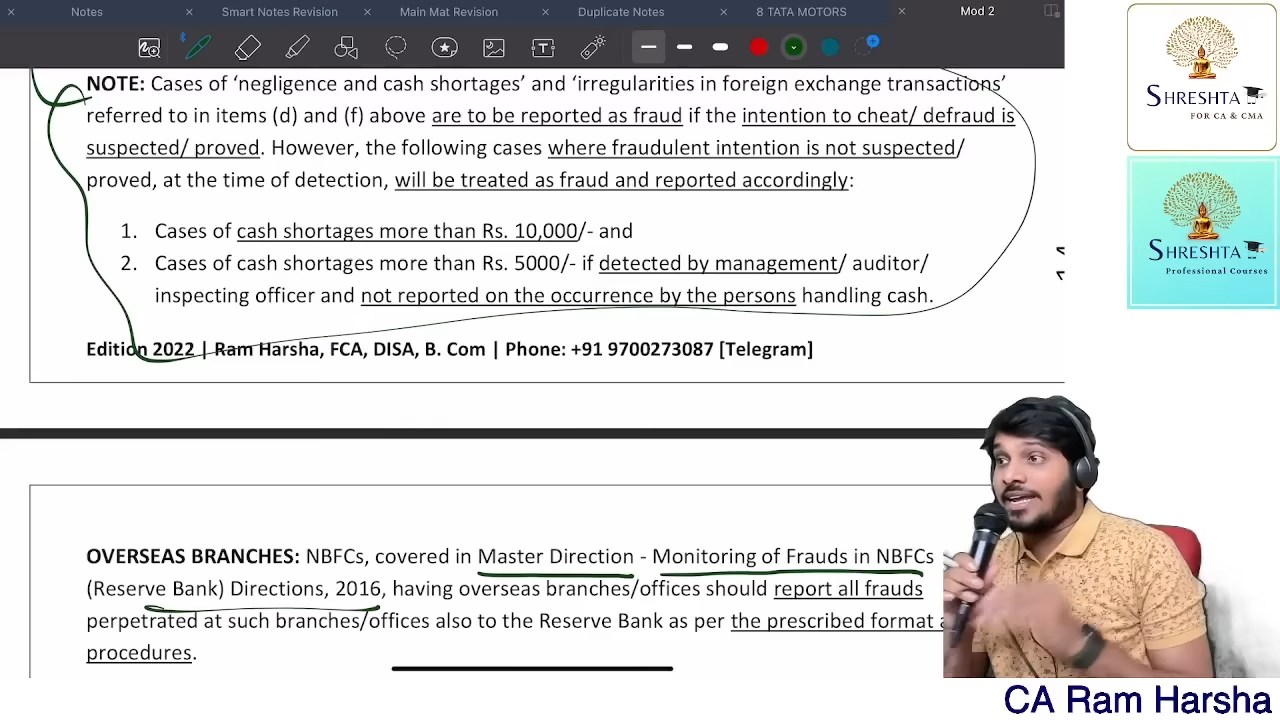 Notes
Smart Notes Revision
Main Mat Revision
Duplicate Notes
8 TATA MOTORS
Mod 2
NOTE: Cases of ‘negligence and cash shortages’ and ‘irregularities in foreign exchange transactions’
referred to in items (d) and (f) above are to be reported as fraud if the intention to cheat/ defraud is
suspected/ proved. However, the following cases where fraudulent intention is not suspected/
proved, at the time of detection, will be treated as fraud and reported accordingly:
1. Cases of cash shortages more than Rs. 10,000/- and
2. Cases of cash shortages more than Rs. 5000/- if detected by management/ auditor/
inspecting officer and not reported on the occurrence by the persons handling cash.
Edition 2022 | Ram Harsha, FCA, DISA, B. Com | Phone: +91 9700273087 [Telegram]
OVERSEAS BRANCHES: NBFCs, covered in Master Direction - Monitoring of Frauds in NBFCs
(Reserve Bank) Directions, 2016, having overseas branches/offices should report all frauds
perpetrated at such branches/offices also to the Reserve Bank as per the prescribed format
procedures.
SHRESHTA
FOR CA & CMA
SHRESHTA
Professional Courses
CA Ram Harsha